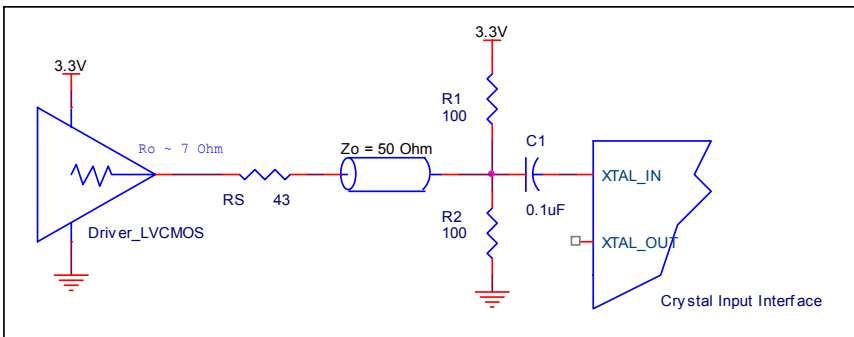 3.3V
3.3V
R1
100
Ro ~ 7 Ohm
Zo = 50 Ohm
C1
XTAL_IN
RS 43
0.1uF
R2
100
Driver_LVCMOS
XTAL_OUT
Crystal Input Interface